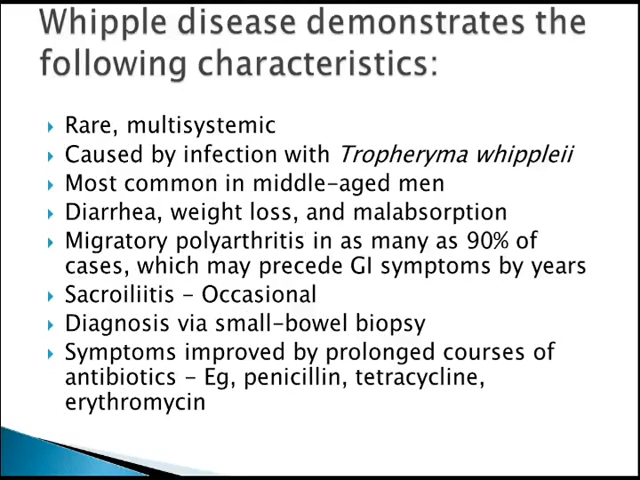 Whipple disease demonstrates the
following characteristics:
Rare, multisystemic
Caused by infection with Tropheryma whippleii
Most common in middle-aged men
Diarrhea, weight loss, and malabsorption
Migratory polyarthritis in as many as 90% of
cases, which may precede GI symptoms by years
Sacroiliitis - Occasional
Diagnosis via small-bowel biopsy
Symptoms improved by prolonged courses of
antibiotics - Eg, penicillin, tetracycline,
erythromycin